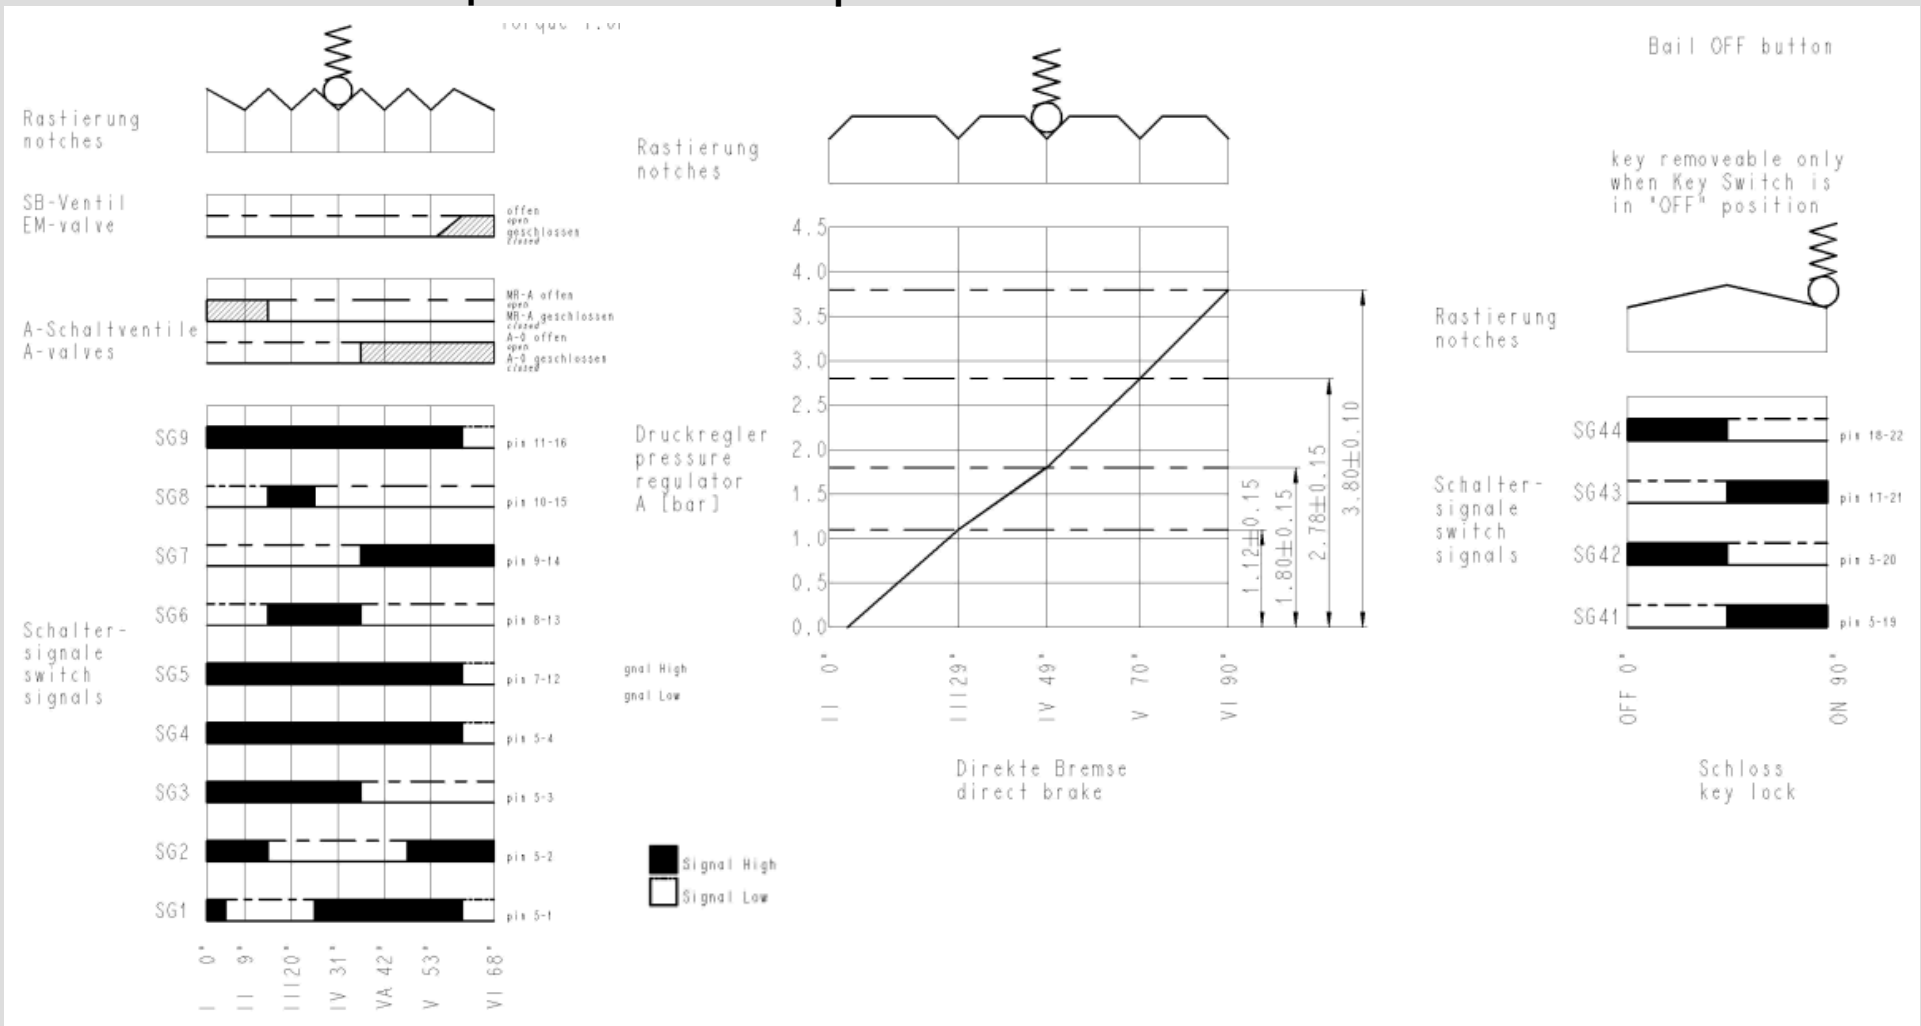 Rastierung
notches
SB-Ventil
EM-valve
offen
open
geschlossen
closed
A-Schaltventile
A-valves
MR-A offen
open
MR-A geschlossen
closed
A-0 offen
open
A-0 geschlossen
closed
SG9 pin 11-16
SG8 pin 10-15
SG7 pin 9-14
SG6 pin 8-13
SG5 pin 7-12
SG4 pin 5-4
SG3 pin 5-3
SG2 pin 5-2
SG1 pin 5-1
Schalter-
signale
switch
signals
I 0°
II 9°
III 20°
IV 31°
VA 42°
V 53°
VI 68°
gnal High
gnal Low
Signal High
Signal Low
Rastierung
notches
Druckregler
pressure
regulator
A [bar]
4.5
4.0
3.5
3.0
2.5
2.0
1.5
1.0
0.5
0.0
1.12±0.15
1.80±0.15
2.78±0.15
3.80±0.10
II 0°
III 29°
IV 49°
V 70°
VI 90°
Direkte Bremse
direct brake
Bail OFF button
key removeable only
when Key Switch is
in "OFF" position
Rastierung
notches
Schalter-
signale
switch
signals
SG44 pin 18-22
SG43 pin 17-21
SG42 pin 5-20
SG41 pin 5-19
OFF 0°
ON 90°
Schloss
key lock